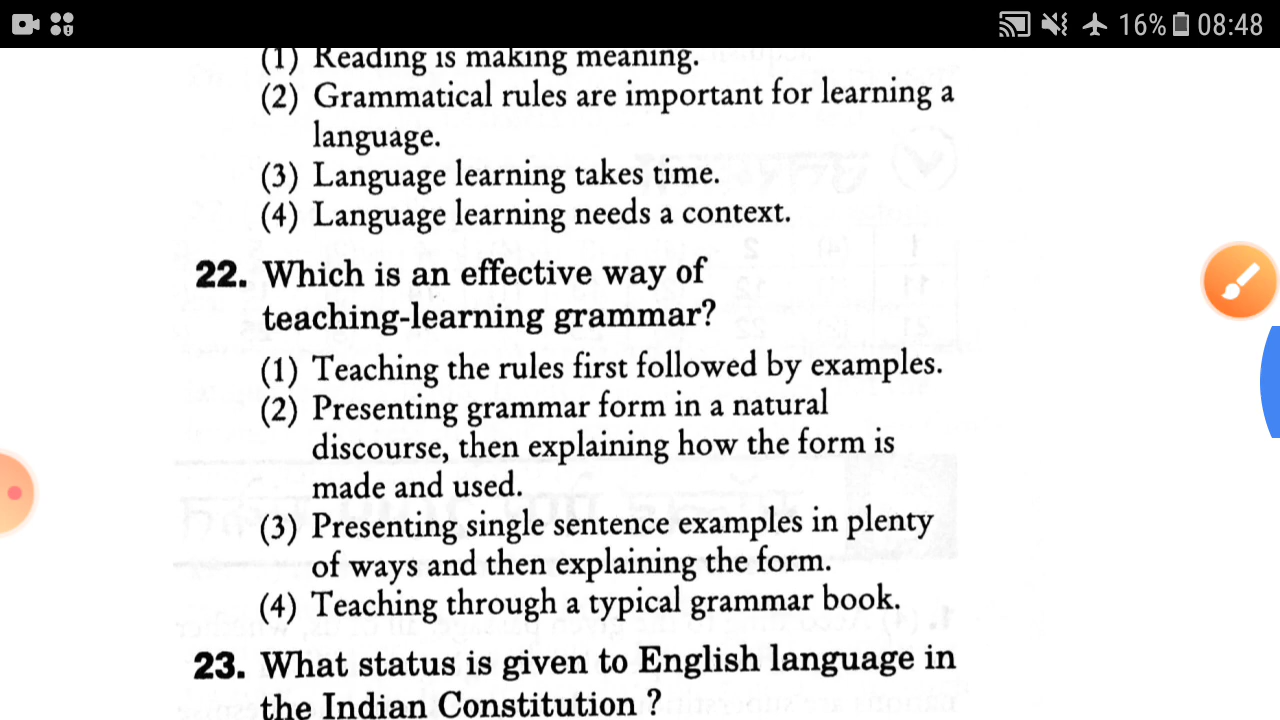 16% 08:48
(1) Reading is making meaning.
(2) Grammatical rules are important for learning a
language.
(3) Language learning takes time.
(4) Language learning needs a context.
22. Which is an effective way of
teaching-learning grammar?
(1) Teaching the rules first followed by examples.
(2) Presenting grammar form in a natural
discourse, then explaining how the form is
made and used.
(3) Presenting single sentence examples in plenty
of ways and then explaining the form.
(4) Teaching through a typical grammar book.
23. What status is given to English language in
the Indian Constitution ?